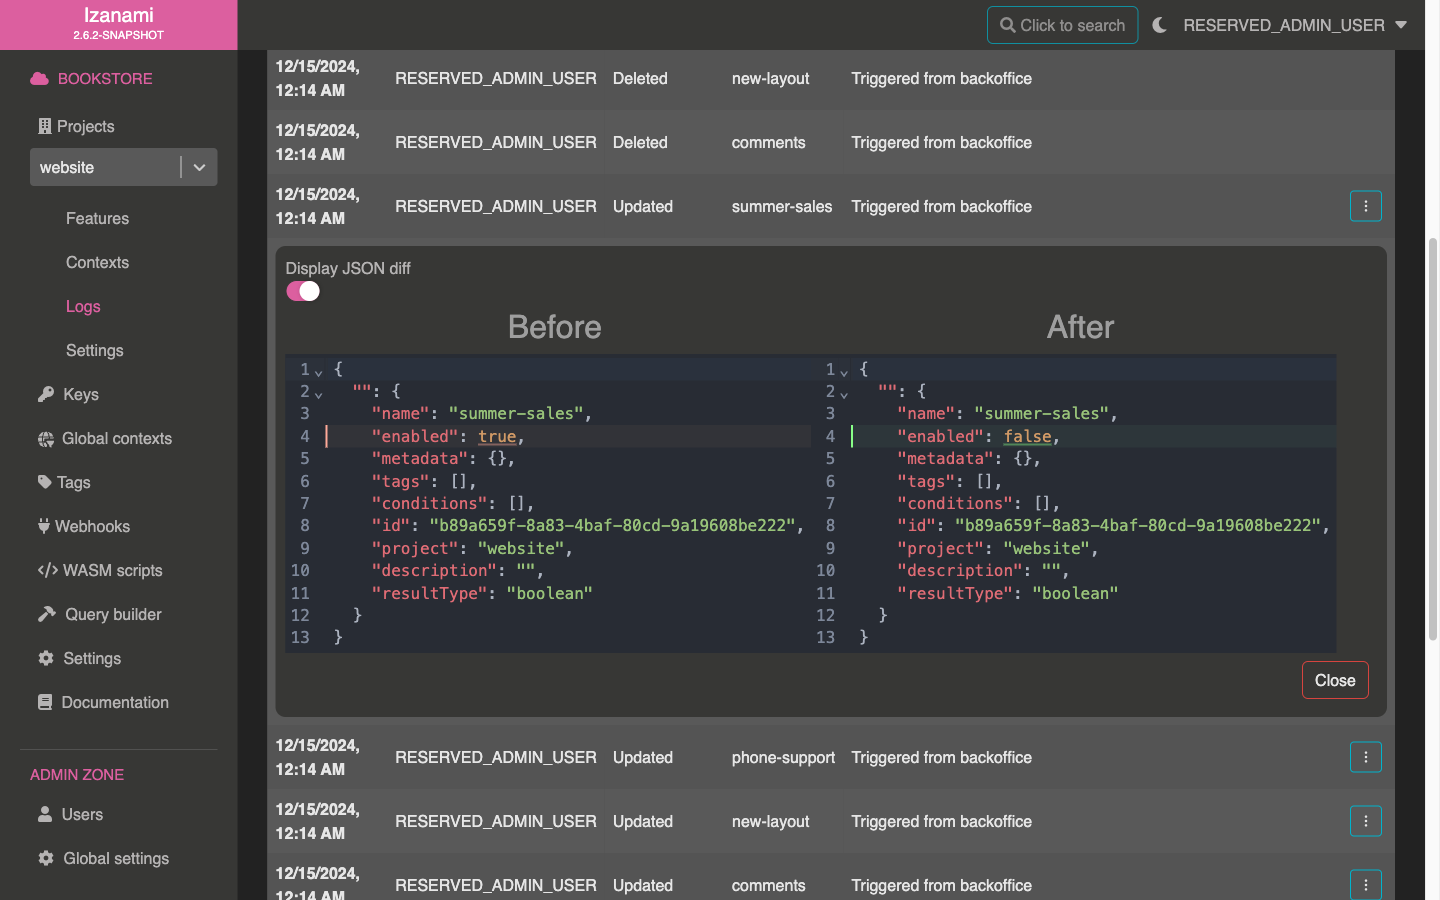 Izanami
2.6.2-SNAPSHOT
Click to search
RESERVED_ADMIN_USER
BOOKSTORE
Projects
website
Features
Contexts
Logs
Settings
Keys
Global contexts
Tags
Webhooks
WASM scripts
Query builder
Settings
Documentation
ADMIN ZONE
Users
Global settings
12/15/2024,
12:14 AM
RESERVED_ADMIN_USER Deleted new-layout Triggered from backoffice
12/15/2024,
12:14 AM
RESERVED_ADMIN_USER Deleted comments Triggered from backoffice
12/15/2024,
12:14 AM
RESERVED_ADMIN_USER Updated summer-sales Triggered from backoffice
Display JSON diff
Before
1 {
2 "": {
3 "name": "summer-sales",
4 "enabled": true,
5 "metadata": {},
6 "tags": [],
7 "conditions": [],
8 "id": "b89a659f-8a83-4baf-80cd-9a19608be222",
9 "project": "website",
10 "description": "",
11 "resultType": "boolean"
12 }
13 }
After
1 {
2 "": {
3 "name": "summer-sales",
4 "enabled": false,
5 "metadata": {},
6 "tags": [],
7 "conditions": [],
8 "id": "b89a659f-8a83-4baf-80cd-9a19608be222",
9 "project": "website",
10 "description": "",
11 "resultType": "boolean"
12 }
13 }
Close
12/15/2024,
12:14 AM
RESERVED_ADMIN_USER Updated phone-support Triggered from backoffice
12/15/2024,
12:14 AM
RESERVED_ADMIN_USER Updated new-layout Triggered from backoffice
12/15/2024,
12:14 AM
RESERVED_ADMIN_USER Updated comments Triggered from backoffice